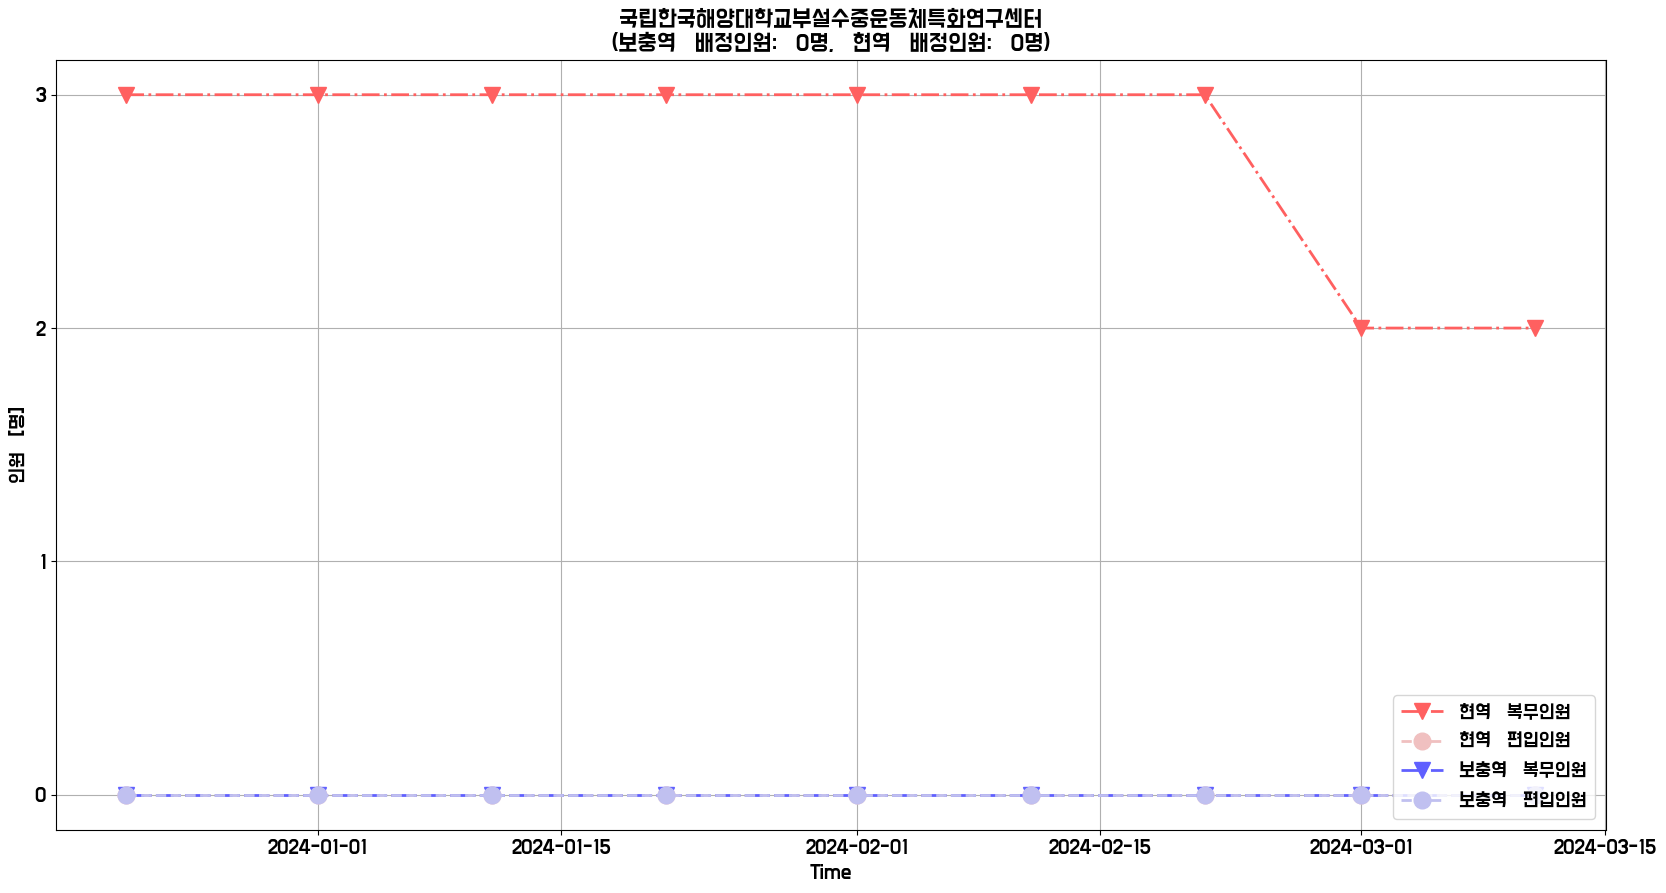 국립한국해양대학교부설수중운동체특화연구센터
(보충역 배정인원: 0명, 현역 배정인원: 0명)
인원 [명]
3
2
1
0
현역 복무인원
현역 편입인원
보충역 복무인원
보충역 편입인원
2024-01-01 2024-01-15 2024-02-01 2024-02-15 2024-03-01 2024-03-15
Time